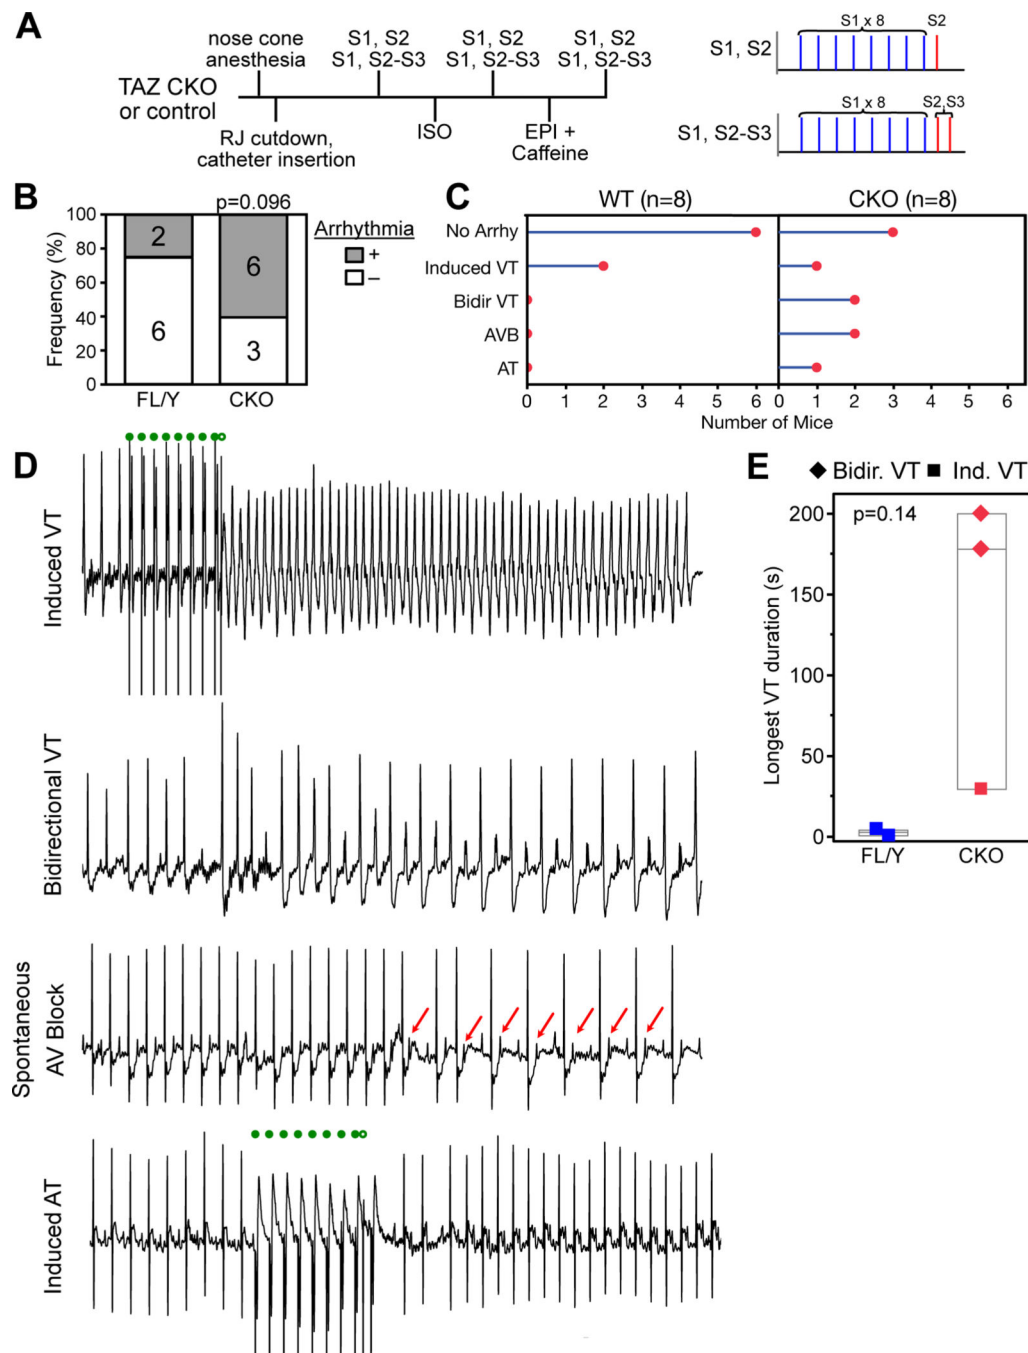 A
nose cone
anesthesia
S1, S2
S1, S2-S3
S1, S2
S1, S2-S3
S1, S2
S1, S2-S3
TAZ CKO
or control
RJ cutdown,
catheter insertion
ISO
EPI +
Caffeine
S1, S2
S1 x 8
S2
S1, S2-S3
S1 x 8
S2,S3
B
p=0.096
Frequency (%)
100
80
60
40
20
0
2
6
6
3
FL/Y
CKO
Arrhythmia
+
–
C
WT (n=8)
CKO (n=8)
No Arrhy
Induced VT
Bidir VT
AVB
AT
0 1 2 3 4 5 6
0 1 2 3 4 5 6
Number of Mice
D
Induced VT
Bidirectional VT
Spontaneous
AV Block
Induced AT
E
Bidir. VT
Ind. VT
p=0.14
Longest VT duration (s)
200
150
100
50
0
FL/Y
CKO